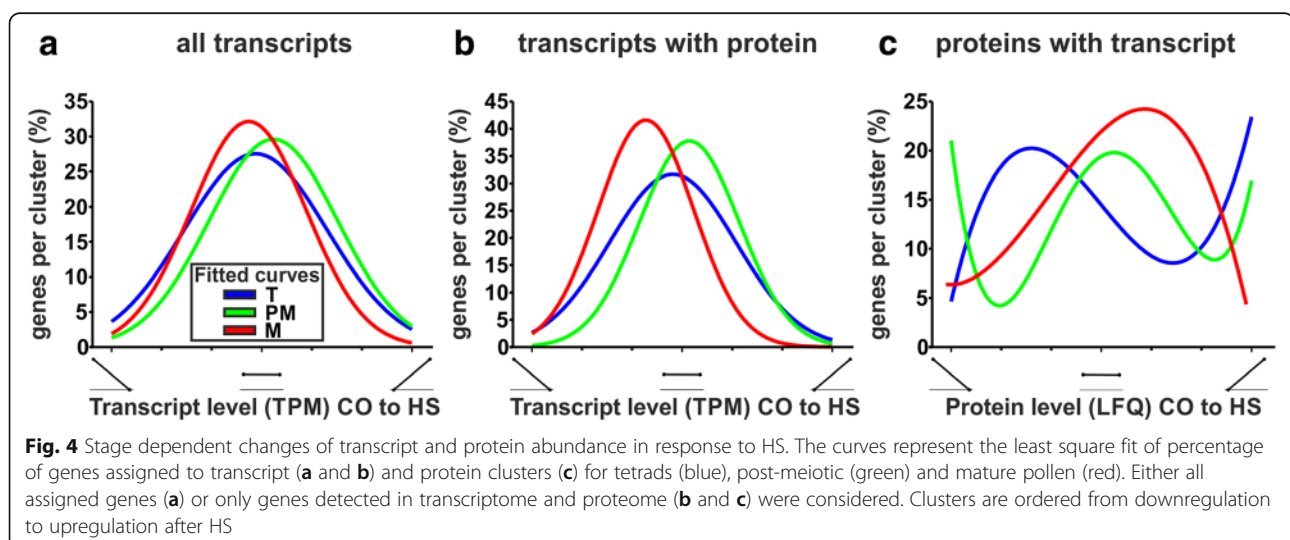 a all transcripts
genes per cluster (%)
35
30
25
20
15
10
5
0
Fitted curves
T
PM
M
Transcript level (TPM) CO to HS
b transcripts with protein
genes per cluster (%)
45
40
35
30
25
20
15
10
5
0
Transcript level (TPM) CO to HS
c proteins with transcript
genes per cluster (%)
25
20
15
10
5
0
Protein level (LFQ) CO to HS
Fig. 4 Stage dependent changes of transcript and protein abundance in response to HS. The curves represent the least square fit of percentage
of genes assigned to transcript (a and b) and protein clusters (c) for tetrads (blue), post-meiotic (green) and mature pollen (red). Either all
assigned genes (a) or only genes detected in transcriptome and proteome (b and c) were considered. Clusters are ordered from downregulation
to upregulation after HS